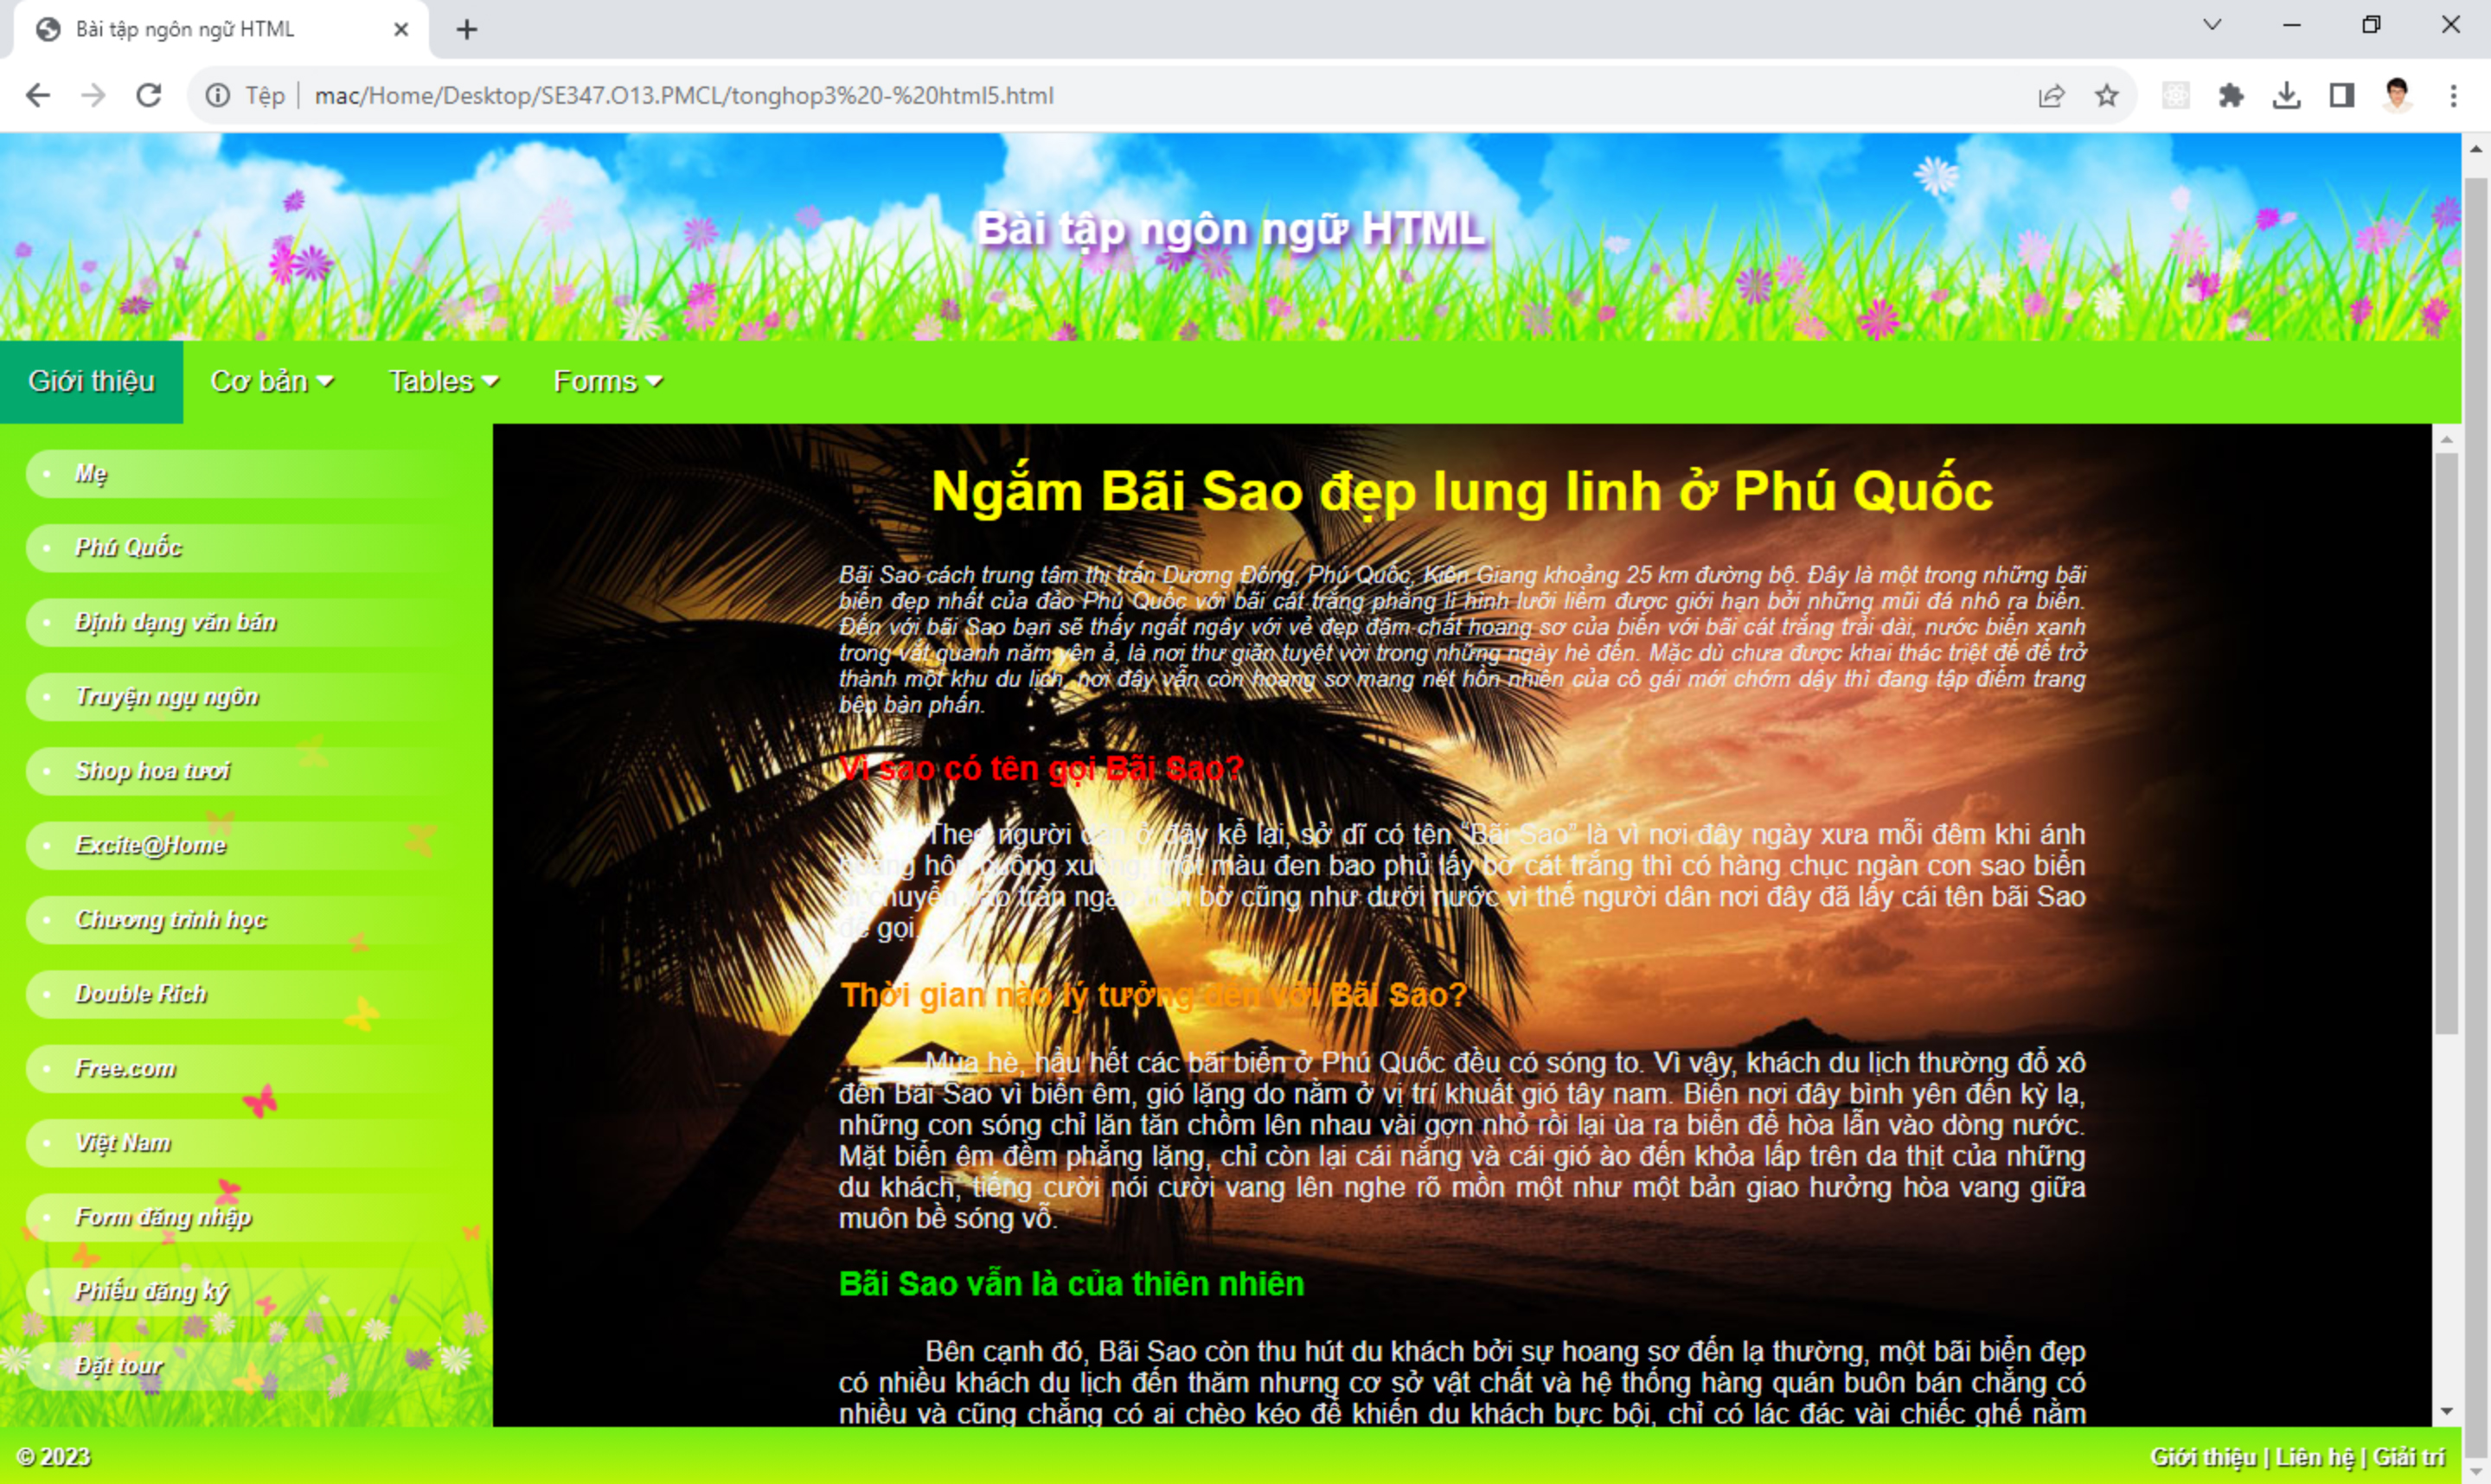 Bài tập ngôn ngữ HTML
Tệp | mac/Home/Desktop/SE347.O13.PMCL/tonghop3%20-%20html5.html
Bài tập ngôn ngữ HTML
Giới thiệu Cơ bản Tables Forms
Mẹ
Phú Quốc
Định dạng văn bản
Truyện ngụ ngôn
Shop hoa tươi
Excite@Home
Chương trình học
Double Rich
Free.com
Việt Nam
Form đăng nhập
Phiếu đăng ký
Đặt tour
Ngắm Bãi Sao đẹp lung linh ở Phú Quốc
Bãi Sao cách trung tâm thị trấn Dương Đông, Phú Quốc, Kiên Giang khoảng 25 km đường bộ. Đây là một trong những bãi
biển đẹp nhất của đảo Phú Quốc với bãi cát trắng phẳng lì hình lưỡi liềm được giới hạn bởi những mũi đá nhô ra biển.
Đến với bãi Sao bạn sẽ thấy ngất ngây với vẻ đẹp đậm chất hoang sơ của biển với bãi cát trắng trải dài, nước biển xanh
trong vắt quanh năm yên ả, là nơi thư giãn tuyệt vời trong những ngày hè đến. Mặc dù chưa được khai thác triệt để để trở
thành một khu du lịch, nơi đây vẫn còn hoang sơ mang nét hồn nhiên của cô gái mới chớm dậy thì đang tập điểm trang
bên bàn phấn.
Vì sao có tên gọi Bãi Sao?
Theo người dân ở đây kể lại, sở dĩ có tên “Bãi Sao” là vì nơi đây ngày xưa mỗi đêm khi ánh
hoàng hôn buông xuống, một màu đen bao phủ lấy bờ cát trắng thì có hàng chục ngàn con sao biển
di chuyển vào tràn ngập trên bờ cũng như dưới nước vì thế người dân nơi đây đã lấy cái tên bãi Sao
để gọi.
Thời gian nào lý tưởng đến với Bãi Sao?
Mùa hè, hầu hết các bãi biển ở Phú Quốc đều có sóng to. Vì vậy, khách du lịch thường đổ xô
đến Bãi Sao vì biển êm, gió lặng do nằm ở vị trí khuất gió tây nam. Biển nơi đây bình yên đến kỳ lạ,
những con sóng chỉ lăn tăn chồm lên nhau vài gợn nhỏ rồi lại ùa ra biển để hòa lẫn vào dòng nước.
Mặt biển êm đềm phẳng lặng, chỉ còn lại cái nắng và cái gió ào đến khỏa lấp trên da thịt của những
du khách, tiếng cười nói cười vang lên nghe rõ mồn một như một bản giao hưởng hòa vang giữa
muôn bề sóng vỗ.
Bãi Sao vẫn là của thiên nhiên
Bên cạnh đó, Bãi Sao còn thu hút du khách bởi sự hoang sơ đến lạ thường, một bãi biển đẹp
có nhiều khách du lịch đến thăm nhưng cơ sở vật chất và hệ thống hàng quán buôn bán chẳng có
nhiều và cũng chẳng có ai chèo kéo để khiến du khách bực bội, chỉ có lác đác vài chiếc ghế nằm
© 2023
Giới thiệu | Liên hệ | Giải trí